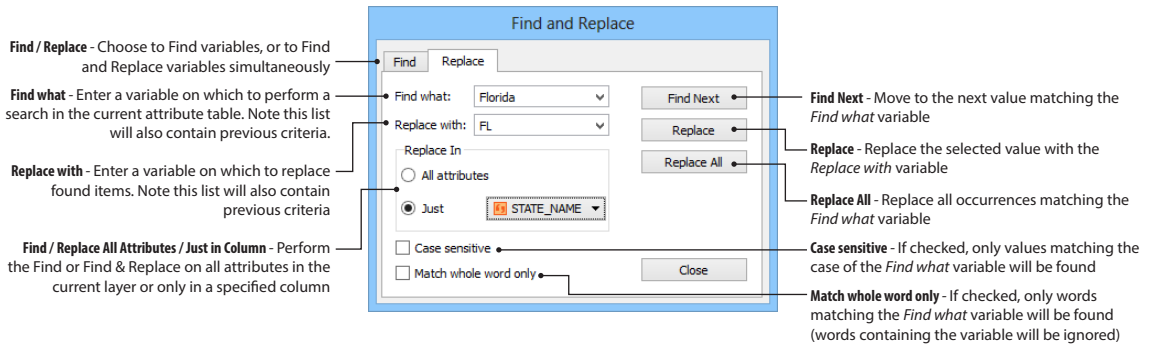 Find and Replace
Find / Replace - Choose to Find variables, or to Find
and Replace variables simultaneously
Find what - Enter a variable on which to perform a
search in the current attribute table. Note this list
will also contain previous criteria.
Replace with - Enter a variable on which to replace
found items. Note this list will also contain
previous criteria
Find / Replace All Attributes / Just in Column - Perform
the Find or Find & Replace on all attributes in the
current layer or only in a specified column
Find
Replace
Find what:
Florida
Replace with:
FL
Replace In
All attributes
Just
STATE_NAME
Case sensitive
Match whole word only
Find Next
Replace
Replace All
Close
Find Next - Move to the next value matching the
Find what variable
Replace - Replace the selected value with the
Replace with variable
Replace All - Replace all occurrences matching the
Find what variable
Case sensitive - If checked, only values matching the
case of the Find what variable will be found
Match whole word only - If checked, only words
matching the Find what variable will be found
(words containing the variable will be ignored)